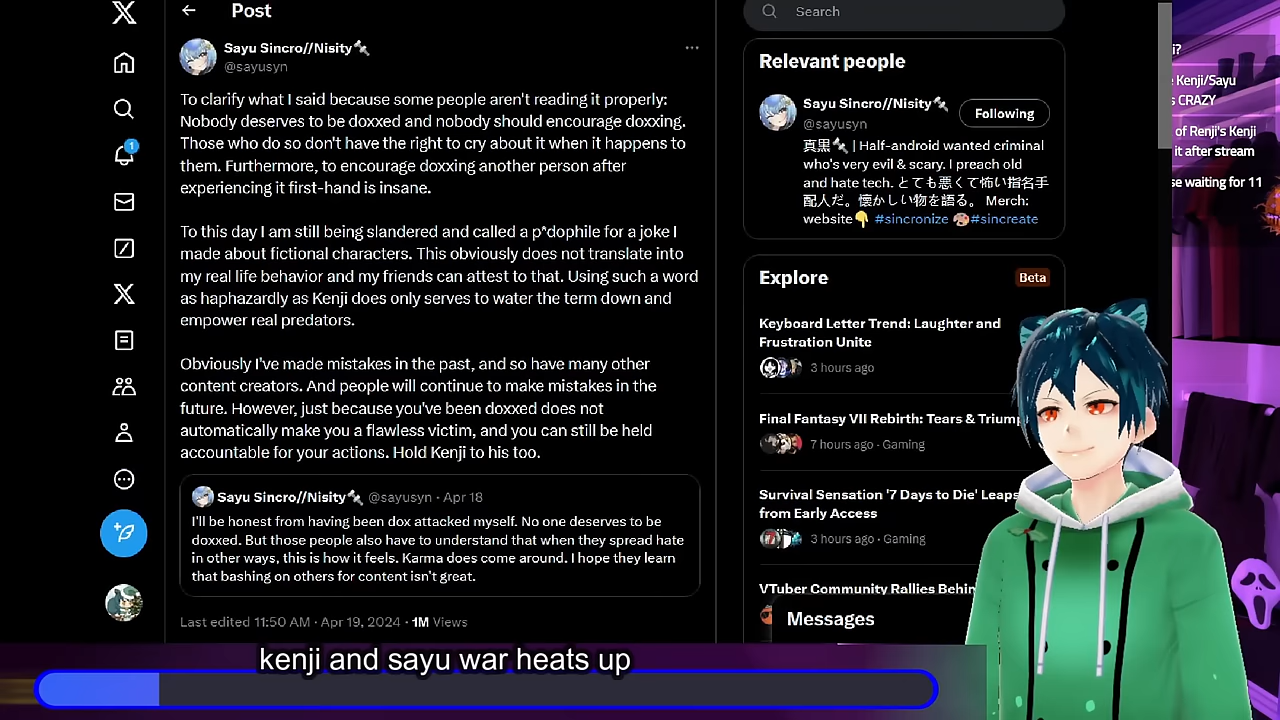 Post
Sayu Sincro//Nisity🔩
@sayusyn
To clarify what I said because some people aren't reading it properly:
Nobody deserves to be doxxed and nobody should encourage doxxing.
Those who do so don't have the right to cry about it when it happens to
them. Furthermore, to encourage doxxing another person after
experiencing it first-hand is insane.
To this day I am still being slandered and called a p*dophile for a joke I
made about fictional characters. This obviously does not translate into
my real life behavior and my friends can attest to that. Using such a word
as haphazardly as Kenji does only serves to water the term down and
empower real predators.
Obviously I've made mistakes in the past, and so have many other
content creators. And people will continue to make mistakes in the
future. However, just because you've been doxxed does not
automatically make you a flawless victim, and you can still be held
accountable for your actions. Hold Kenji to his too.
Sayu Sincro//Nisity🔩 @sayusyn · Apr 18
I'll be honest from having been dox attacked myself. No one deserves to be
doxxed. But those people also have to understand that when they spread hate
in other ways, this is how it feels. Karma does come around. I hope they learn
that bashing on others for content isn't great.
Last edited 11:50 AM · Apr 19, 2024 · 1M Views
Search
Relevant people
Sayu Sincro//Nisity🔩
@sayusyn
Following
真黒🔩 | Half-android wanted criminal
who's very evil & scary. I preach old
and hate tech. とても悪くて怖い指名手
配人だ。懐かしい物を語る。 Merch:
website👇 #sincronize 🎨#sincreate
Explore
Beta
Keyboard Letter Trend: Laughter and
Frustration Unite
3 hours ago
Final Fantasy VII Rebirth: Tears & Trium
7 hours ago · Gaming
Survival Sensation '7 Days to Die' Leaps
from Early Access
3 hours ago · Gaming
VTuber Community Rallies Behin
Messages
1
i?
Kenji/Sayu
s CRAZY
of Renji's Kenji
it after stream
se waiting for 11
kenji and sayu war heats up